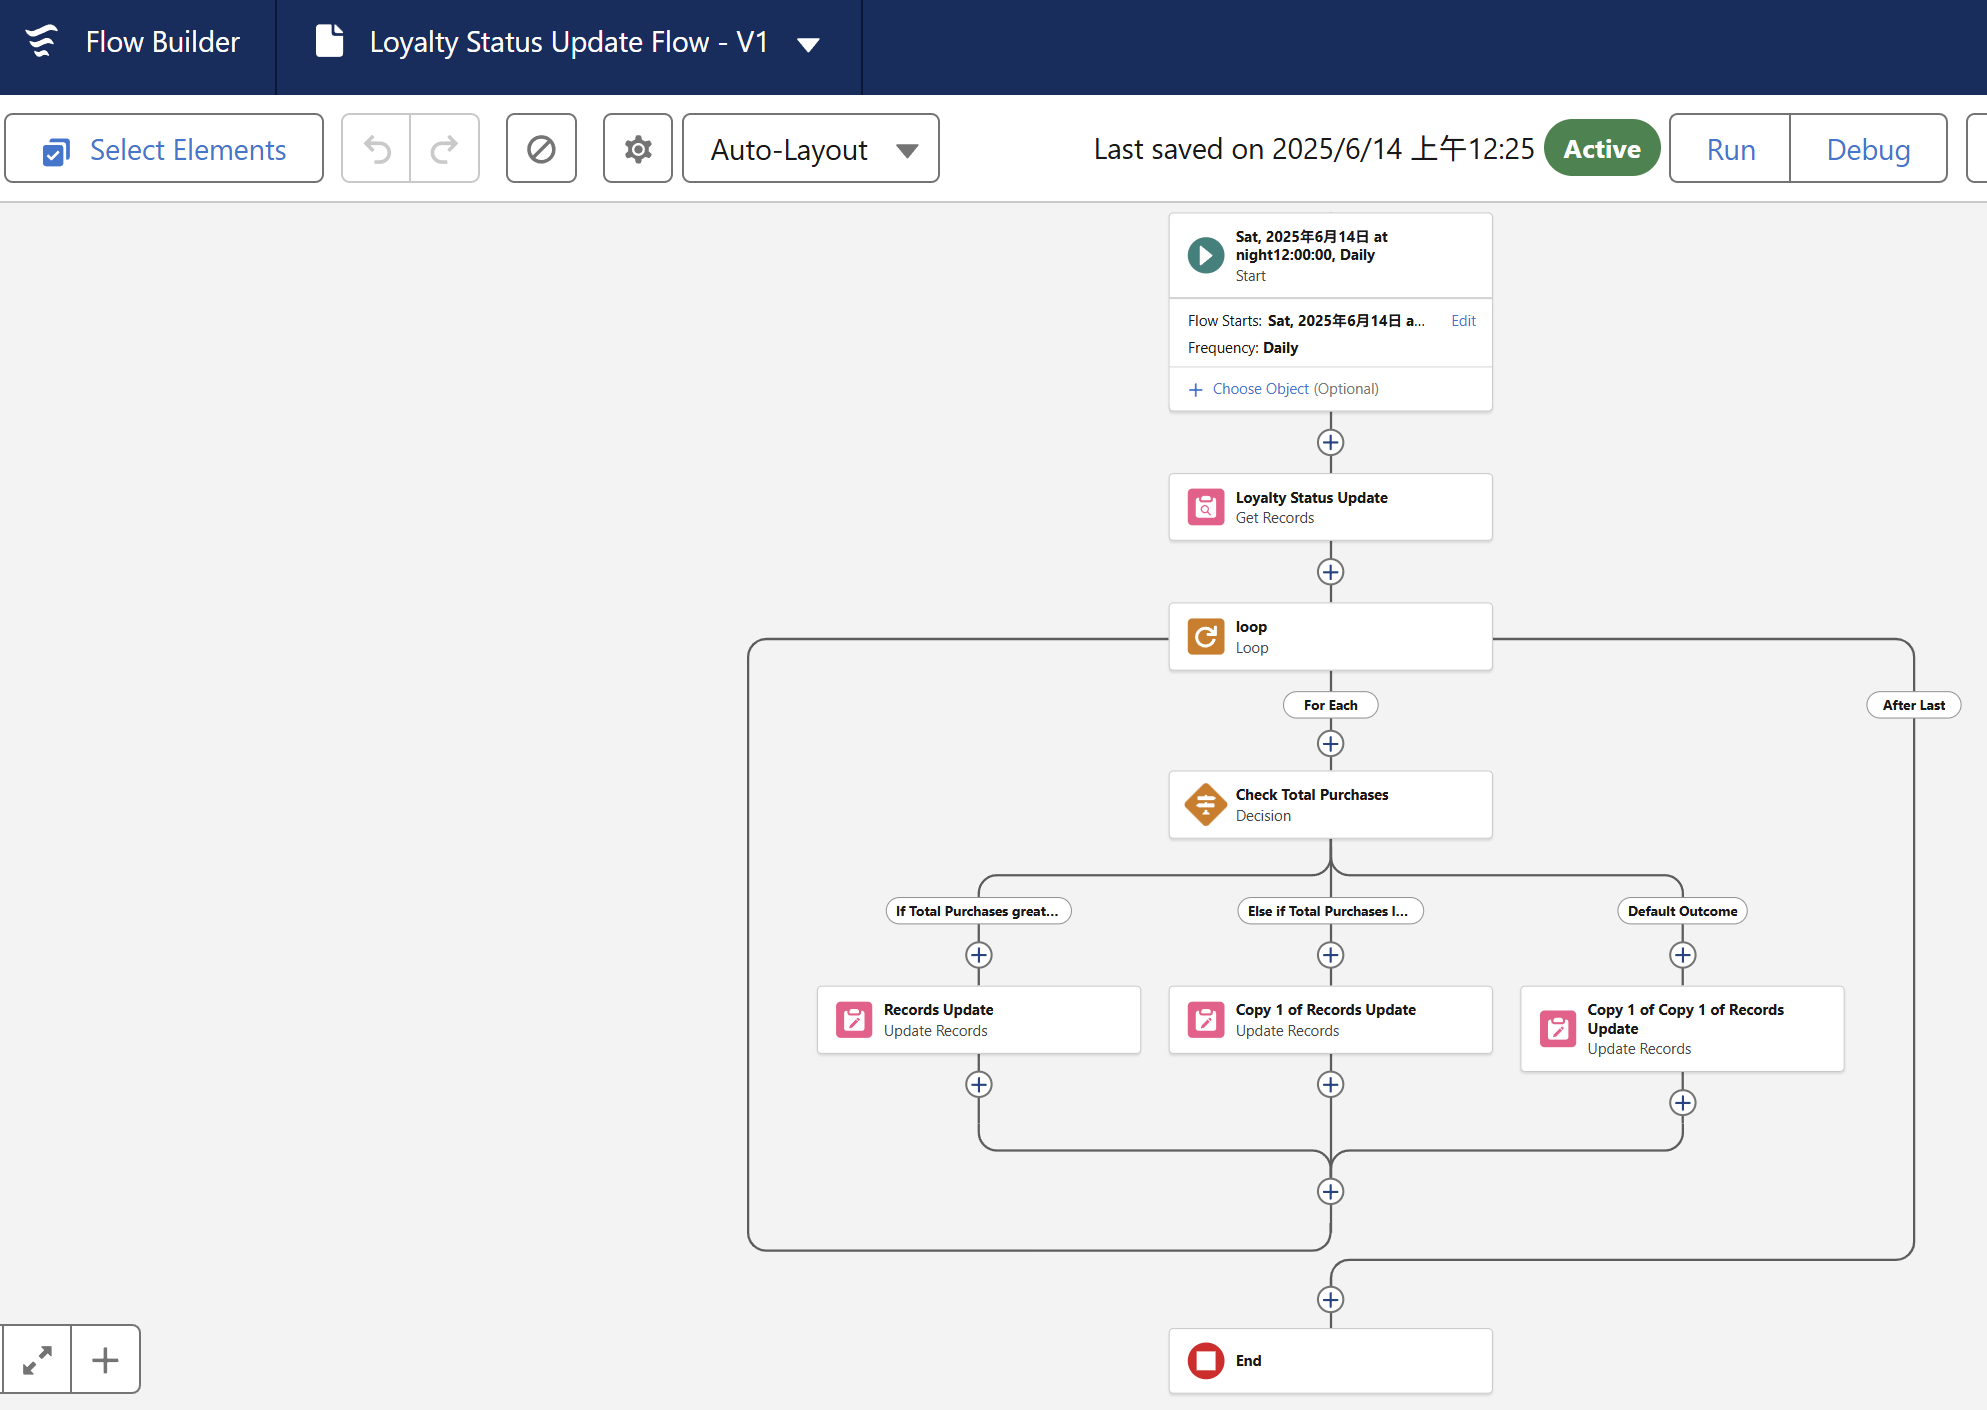 Flow Builder
Loyalty Status Update Flow - V1
Select Elements
Auto-Layout
Last saved on 2025/6/14 上午12:25
Active
Run
Debug
Sat, 2025年6月14日 at
night12:00:00, Daily
Start
Flow Starts: Sat, 2025年6月14日 a...
Edit
Frequency: Daily
Choose Object (Optional)
Loyalty Status Update
Get Records
loop
Loop
For Each
After Last
Check Total Purchases
Decision
If Total Purchases great...
Else if Total Purchases l...
Default Outcome
Records Update
Update Records
Copy 1 of Records Update
Update Records
Copy 1 of Copy 1 of Records
Update
Update Records
End